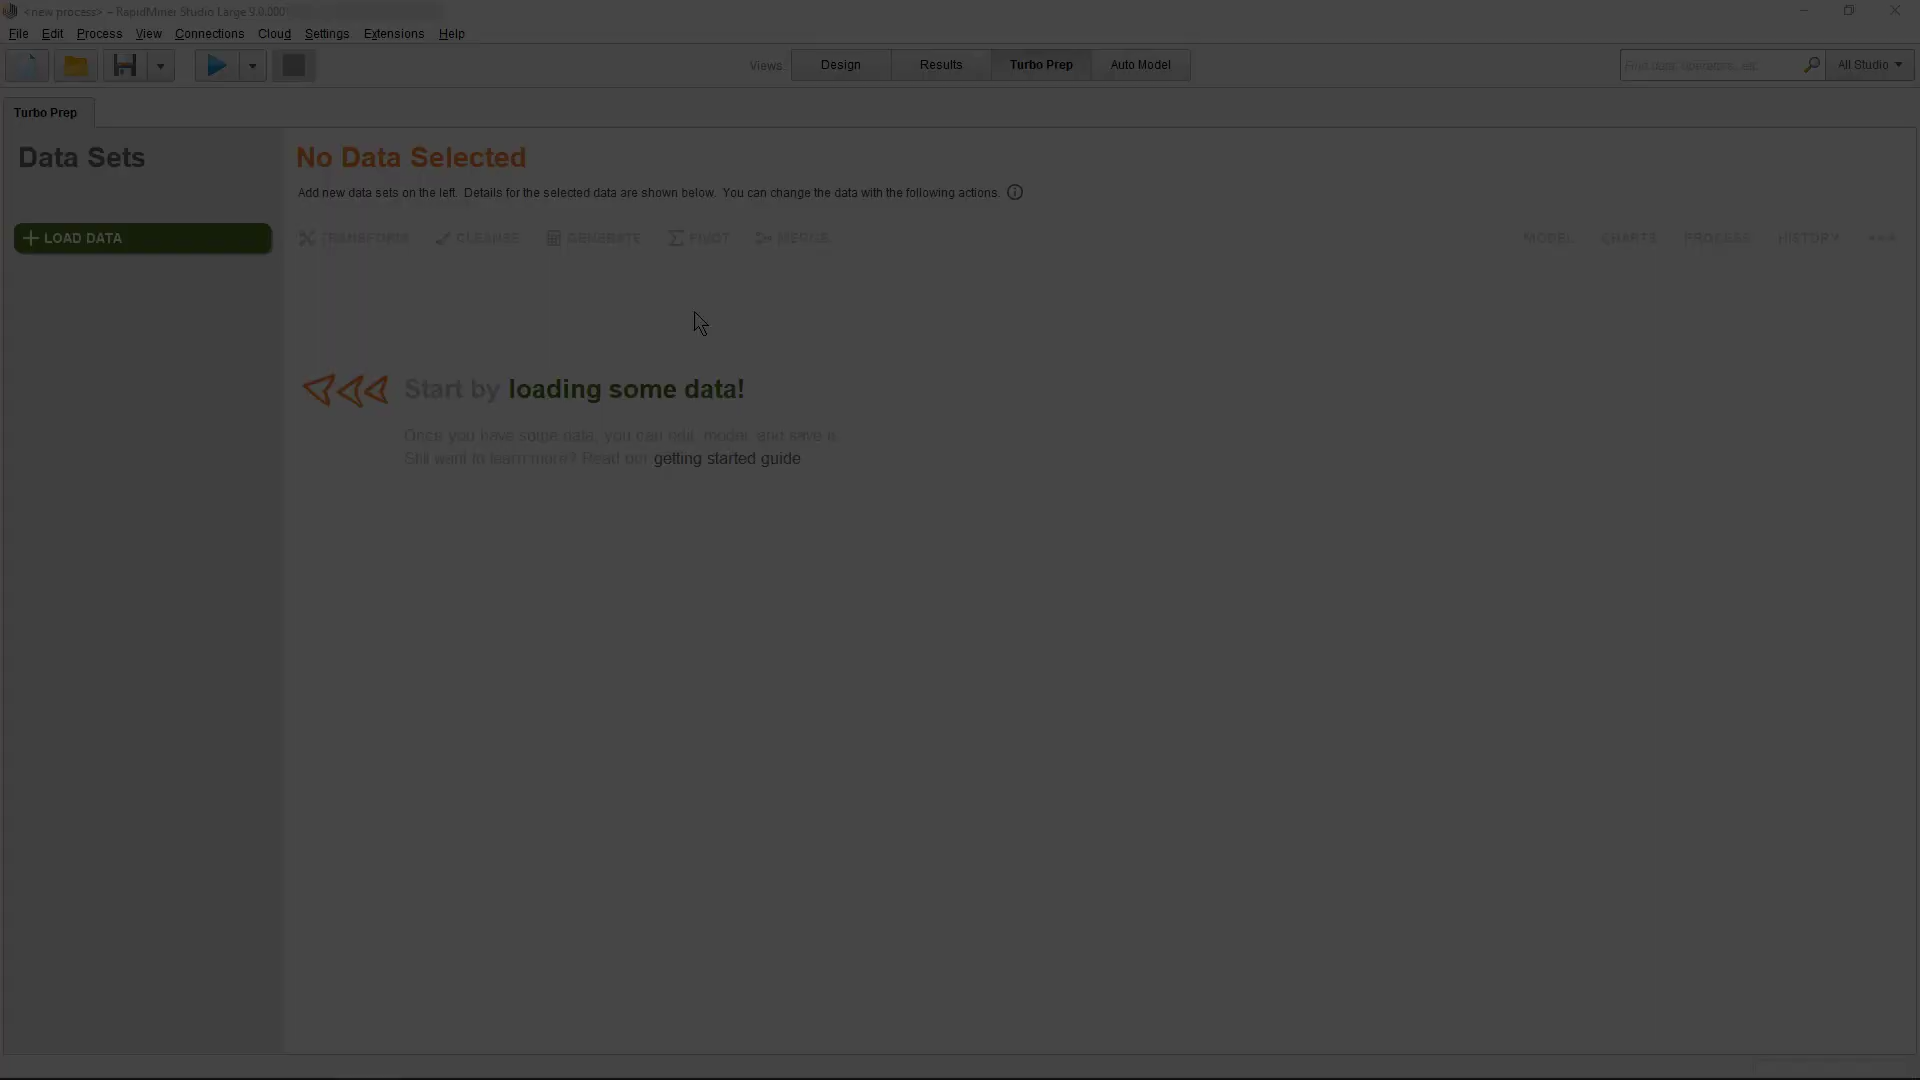 <new process> – RapidMiner Studio Large 9.0.000
File Edit Process View Connections Cloud Settings Extensions Help
Views: Design Results Turbo Prep Auto Model Find data, operators...etc All Studio
Turbo Prep
Data Sets
No Data Selected
Add new data sets on the left. Details for the selected data are shown below. You can change the data with the following actions.
LOAD DATA TRANSFORM CLEANSE GENERATE PIVOT MERGE MODEL CHARTS PROCESS HISTORY
Start by loading some data!
Once you have some data, you can edit, model, and save it.
Still want to learn more? Read our getting started guide